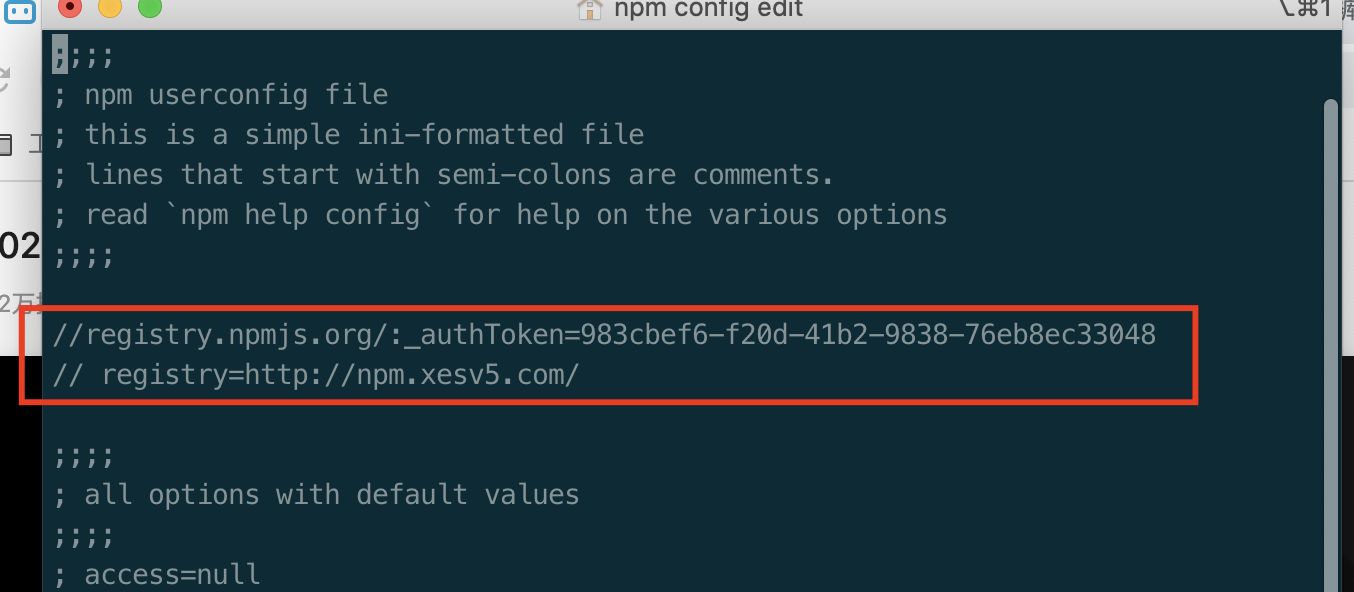 npm config edit
⌥⌘1
;;;;
; npm userconfig file
; this is a simple ini-formatted file
; lines that start with semi-colons are comments.
; read `npm help config` for help on the various options
;;;;
//registry.npmjs.org/:_authToken=983cbef6-f20d-41b2-9838-76eb8ec33048
// registry=http://npm.xesv5.com/
;;;;
; all options with default values
;;;;
; access=null
02
2万